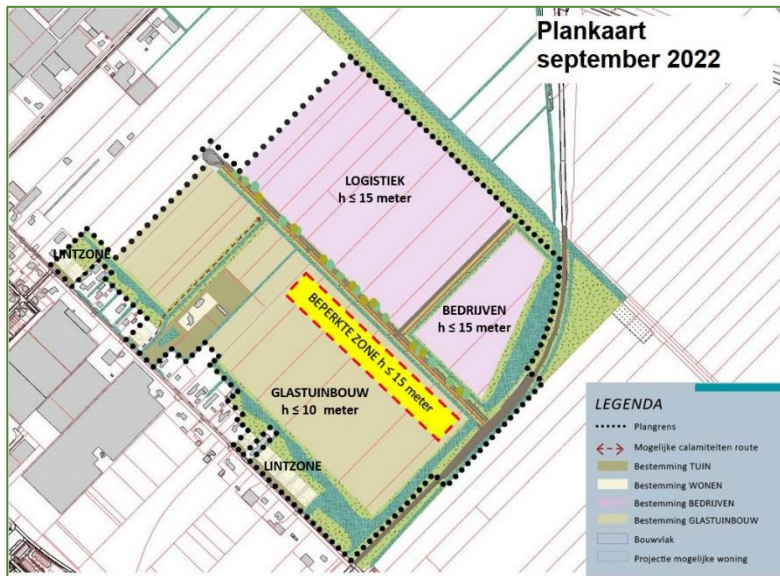 Plankaart
september 2022
LOGISTIEK
h ≤ 15 meter
LINTZONE
BEDRIJVEN
h ≤ 15 meter
BEPERKTE ZONE h ≤ 15 meter
GLASTUINBOUW
h ≤ 10 meter
LINTZONE
LEGENDA
Plangrens
Mogelijke calamiteiten route
Bestemming TUIN
Bestemming WONEN
Bestemming BEDRIJVEN
Bestemming GLASTUINBOUW
Bouwvlak
Projectie mogelijke woning